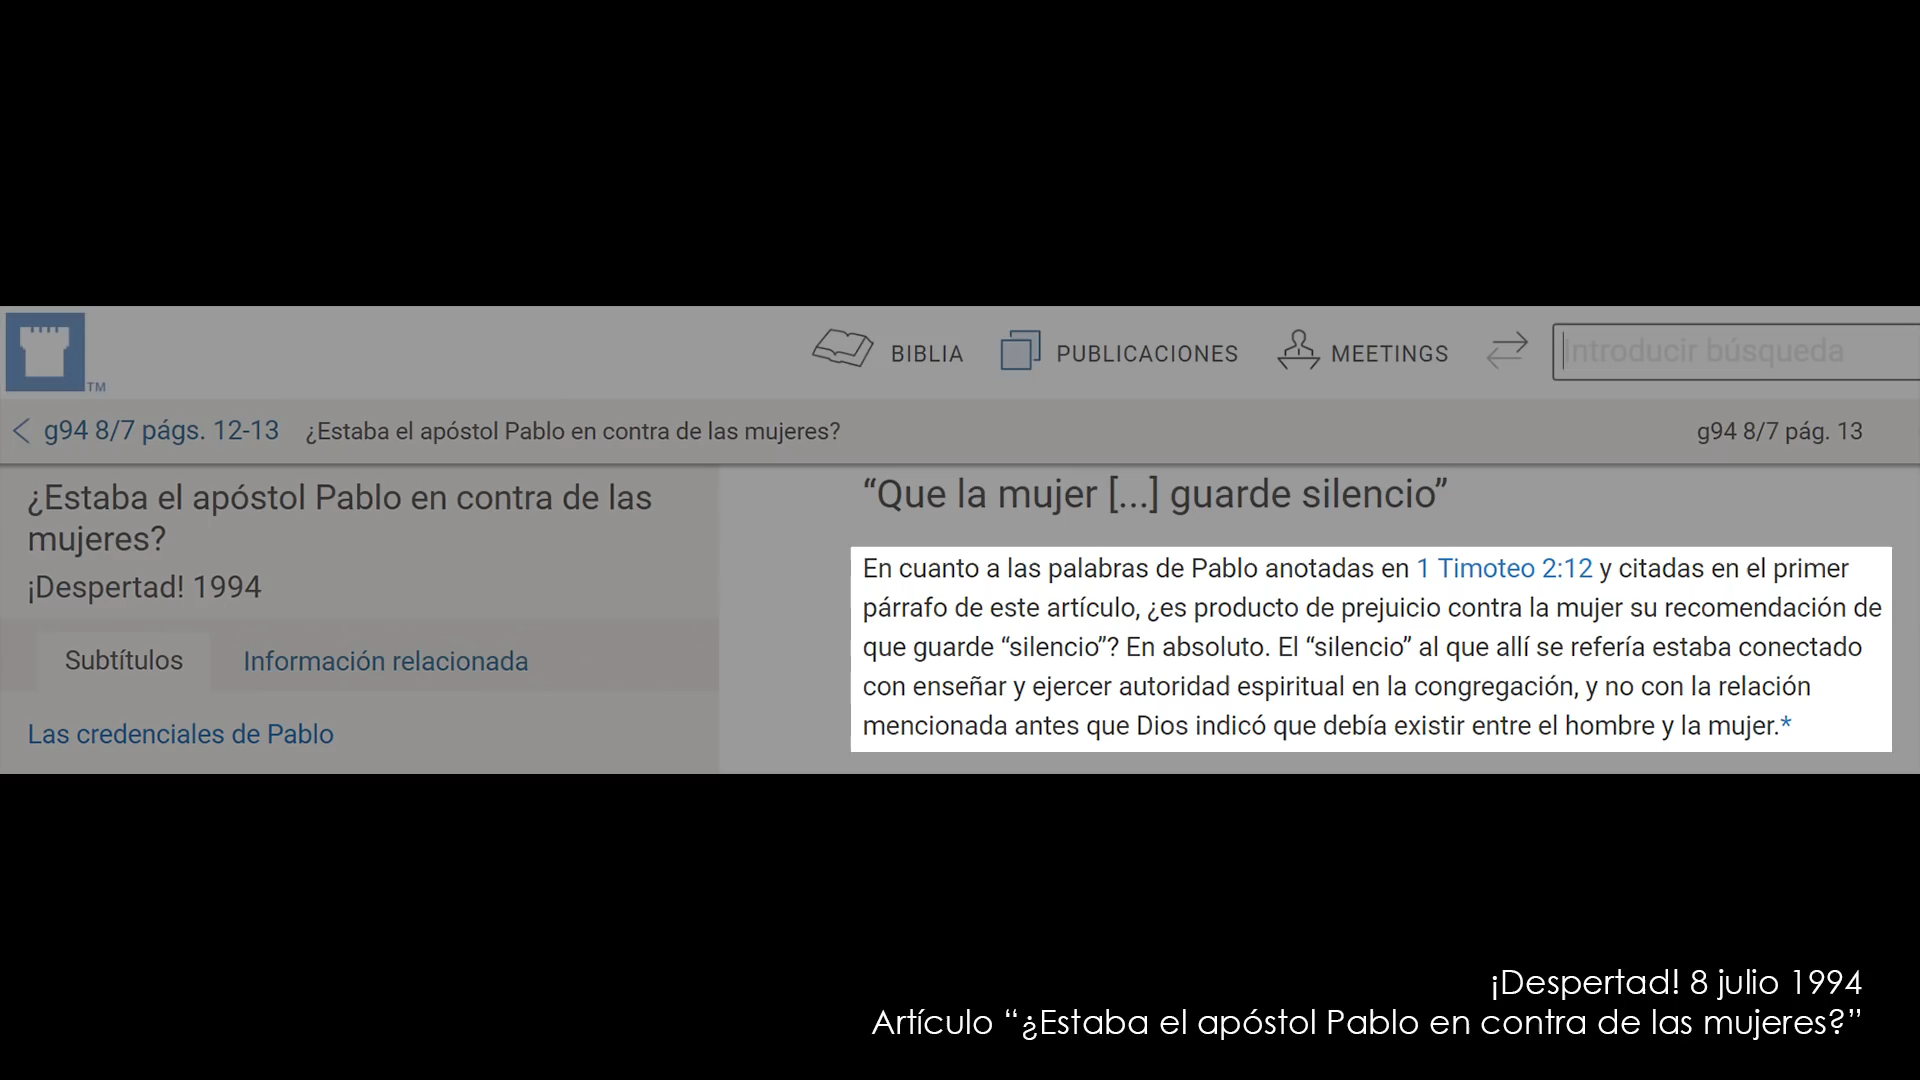 TM
BIBLIA
PUBLICACIONES
MEETINGS
Introducir búsqueda
g94 8/7 págs. 12-13
¿Estaba el apóstol Pablo en contra de las mujeres?
g94 8/7 pág. 13
¿Estaba el apóstol Pablo en contra de las
mujeres?
¡Despertad! 1994
Subtítulos
Información relacionada
Las credenciales de Pablo
“Que la mujer [...] guarde silencio”
En cuanto a las palabras de Pablo anotadas en 1 Timoteo 2:12 y citadas en el primer
párrafo de este artículo, ¿es producto de prejuicio contra la mujer su recomendación de
que guarde “silencio”? En absoluto. El “silencio” al que allí se refería estaba conectado
con enseñar y ejercer autoridad espiritual en la congregación, y no con la relación
mencionada antes que Dios indicó que debía existir entre el hombre y la mujer.*
¡Despertad! 8 julio 1994
Artículo “¿Estaba el apóstol Pablo en contra de las mujeres?”